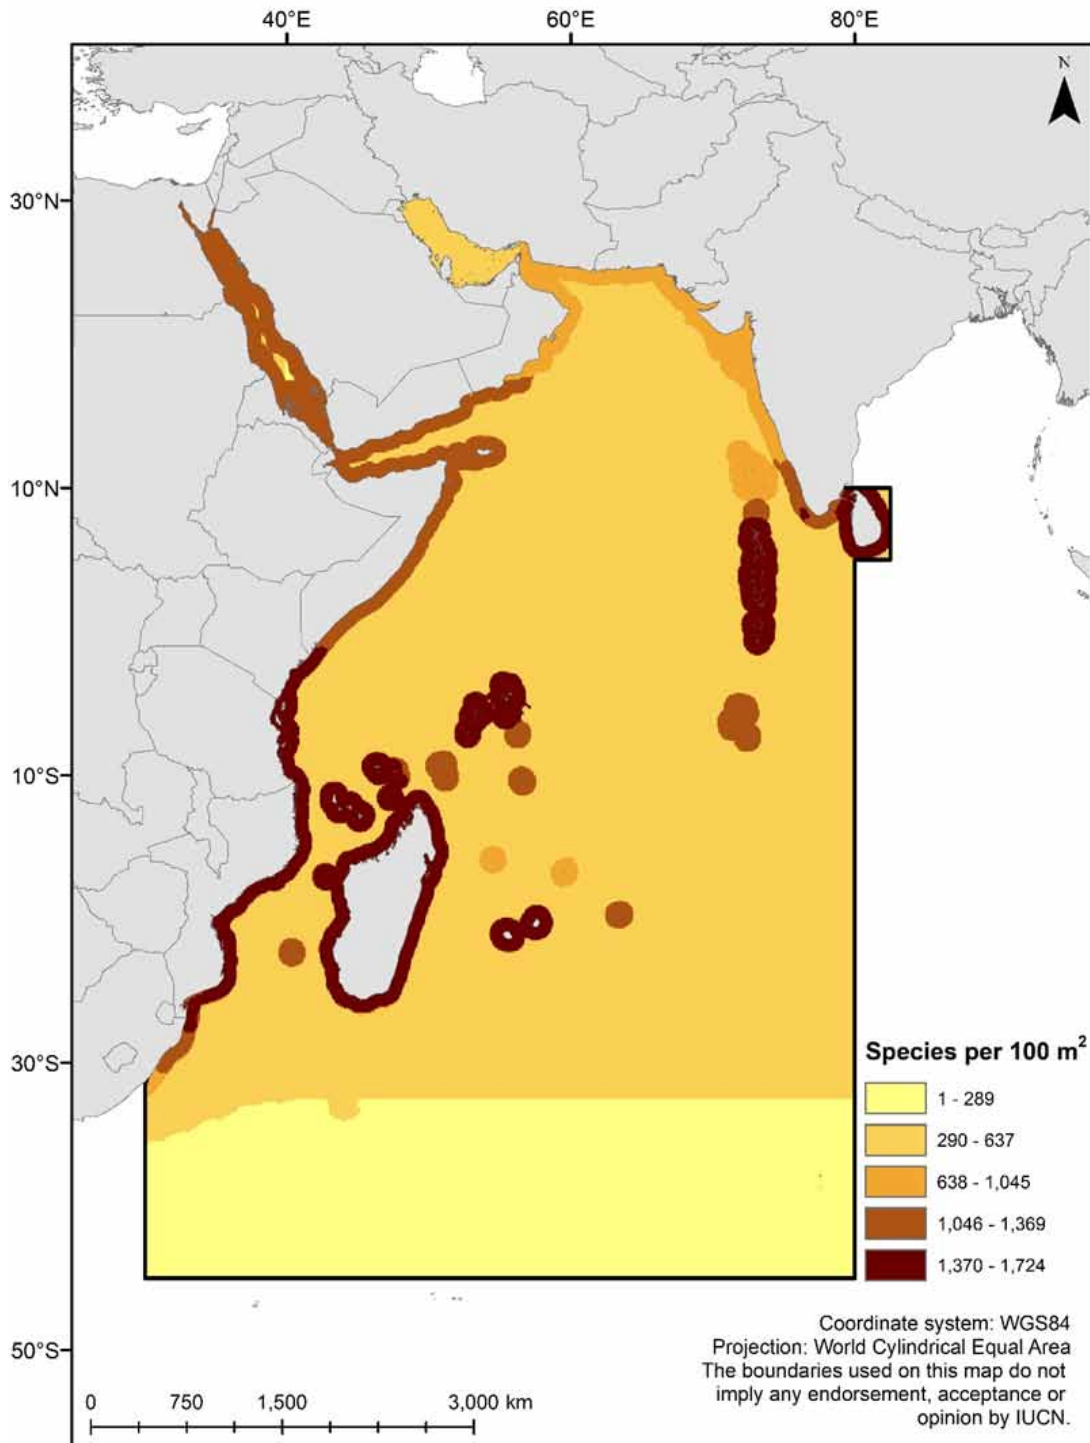 40°E 60°E 80°E
N
30°N
10°N
10°S
30°S
50°S
Species per 100 m²
1 - 289
290 - 637
638 - 1,045
1,046 - 1,369
1,370 - 1,724
Coordinate system: WGS84
Projection: World Cylindrical Equal Area
The boundaries used on this map do not
imply any endorsement, acceptance or
opinion by IUCN.
0 750 1,500 3,000 km